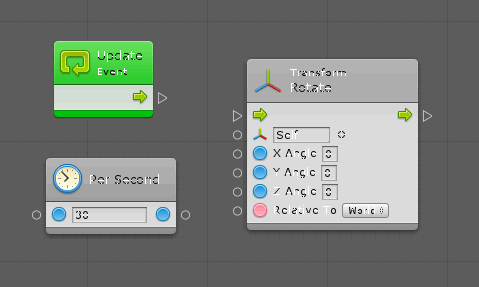 Update
Event
Transform
Rotate
Self
X Angle 0
Y Angle 0
Z Angle 0
Relative To World
Per Second
30